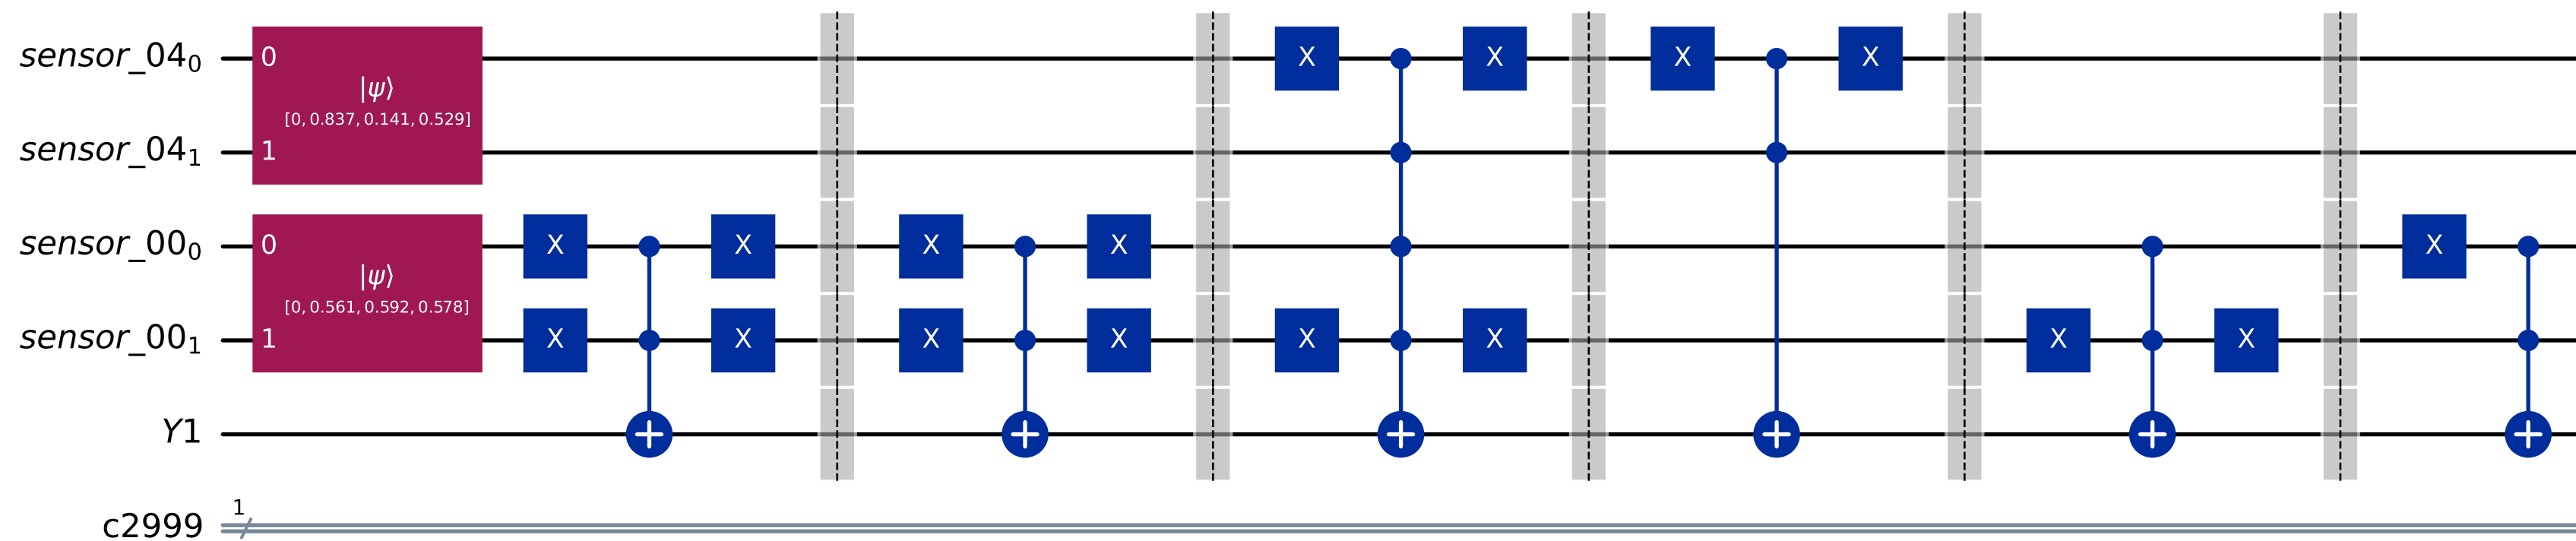 sensor_04₀ 0 X X X X
|ψ⟩
[0, 0.837, 0.141, 0.529]
sensor_04₁ 1
sensor_00₀ 0 X X X X X
|ψ⟩
[0, 0.561, 0.592, 0.578]
sensor_00₁ 1 X X X X X X X X
Y1
1
c2999